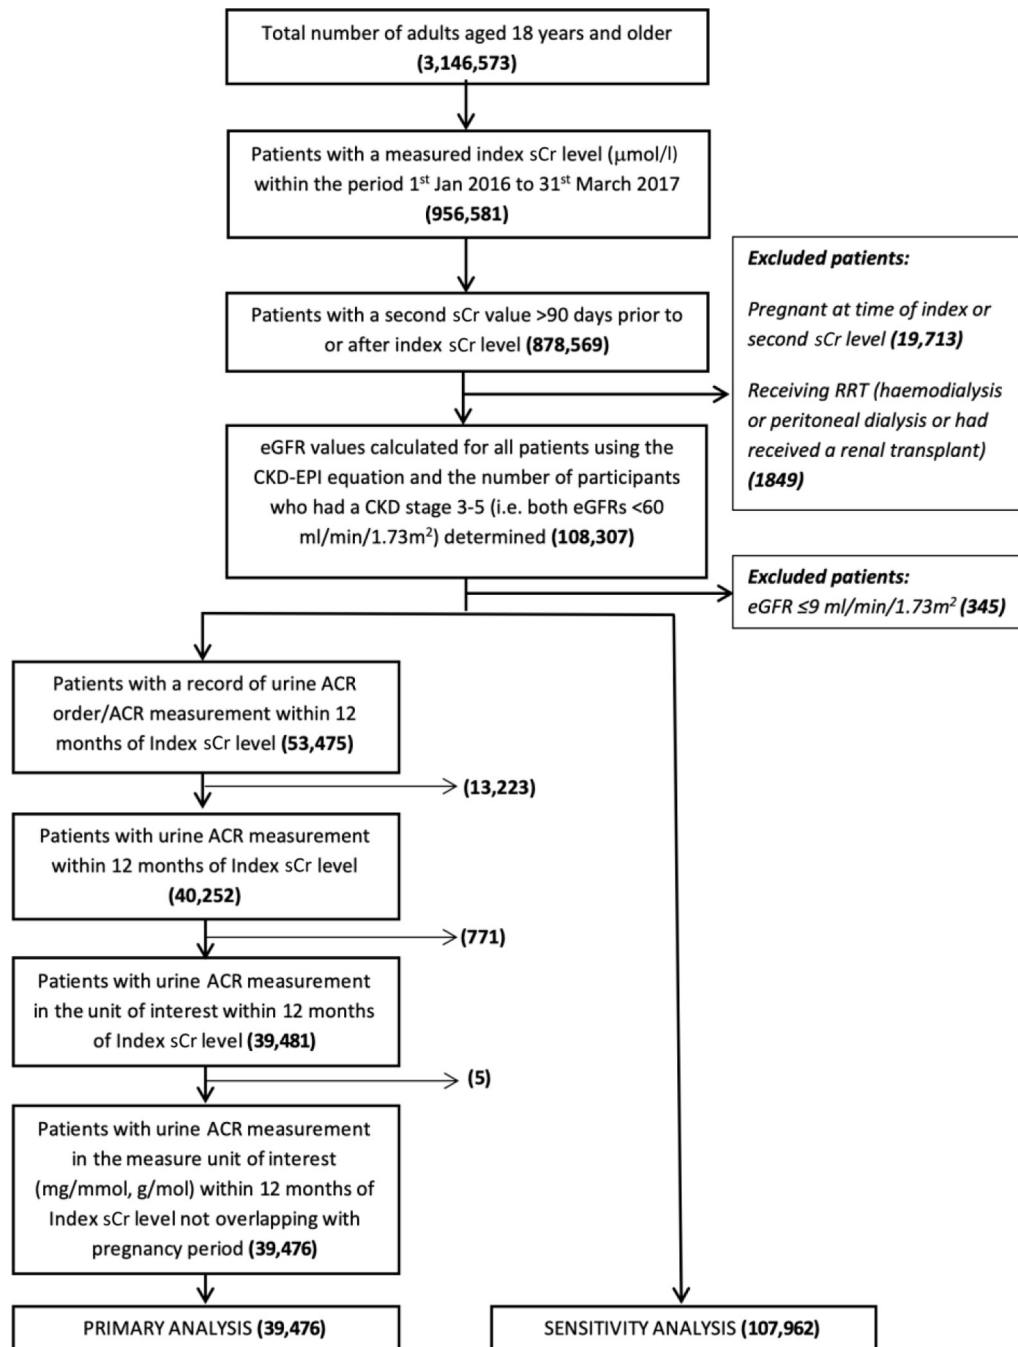 Total number of adults aged 18 years and older
(3,146,573)
Patients with a measured index sCr level (μmol/l)
within the period 1st Jan 2016 to 31st March 2017
(956,581)
Patients with a second sCr value >90 days prior to
or after index sCr level (878,569)
Excluded patients:
Pregnant at time of index or
second sCr level (19,713)
Receiving RRT (haemodialysis
or peritoneal dialysis or had
received a renal transplant)
(1849)
eGFR values calculated for all patients using the
CKD-EPI equation and the number of participants
who had a CKD stage 3-5 (i.e. both eGFRs <60
ml/min/1.73m²) determined (108,307)
Excluded patients:
eGFR ≤9 ml/min/1.73m² (345)
Patients with a record of urine ACR
order/ACR measurement within 12
months of Index sCr level (53,475)
(13,223)
Patients with urine ACR measurement
within 12 months of Index sCr level
(40,252)
(771)
Patients with urine ACR measurement
in the unit of interest within 12 months
of Index sCr level (39,481)
(5)
Patients with urine ACR measurement
in the measure unit of interest
(mg/mmol, g/mol) within 12 months of
Index sCr level not overlapping with
pregnancy period (39,476)
PRIMARY ANALYSIS (39,476)
SENSITIVITY ANALYSIS (107,962)